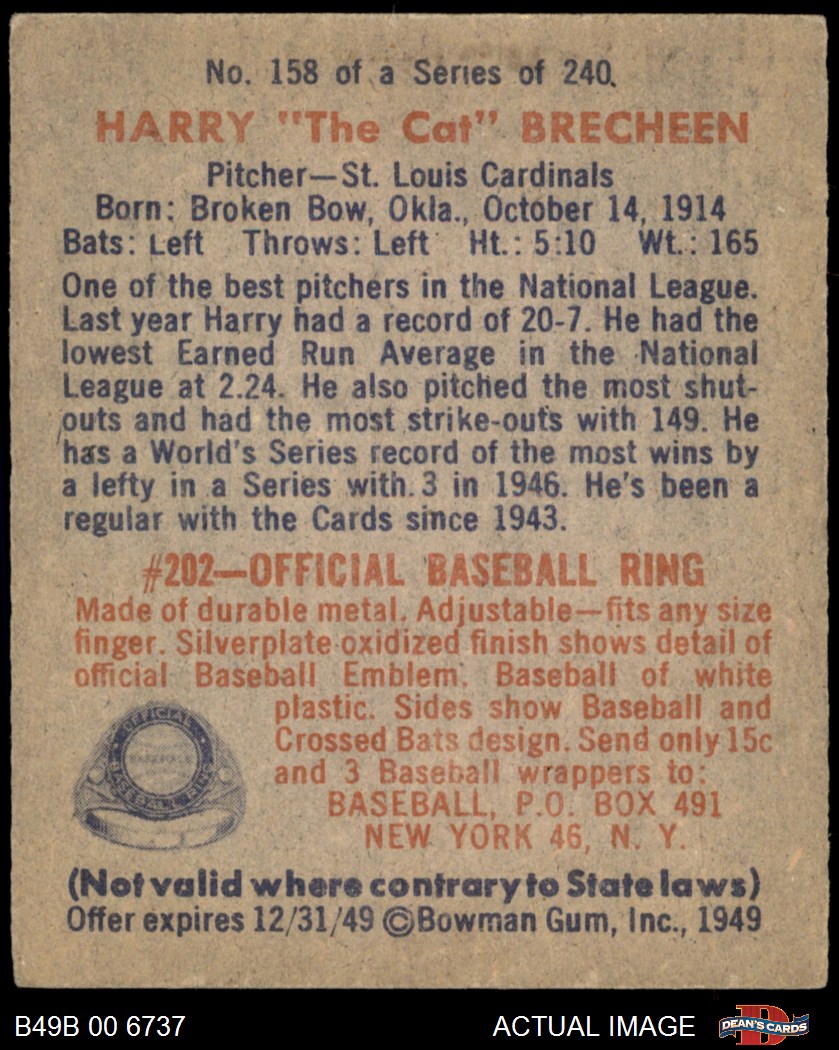 No. 158 of a Series of 240.
HARRY "The Cat" BRECHEEN
Pitcher—St. Louis Cardinals
Born: Broken Bow, Okla., October 14, 1914
Bats: Left Throws: Left Ht.: 5:10 Wt.: 165
One of the best pitchers in the National League.
Last year Harry had a record of 20-7. He had the
lowest Earned Run Average in the National
League at 2.24. He also pitched the most shut-
outs and had the most strike-outs with 149. He
has a World's Series record of the most wins by
a lefty in a Series with 3 in 1946. He's been a
regular with the Cards since 1943.
#202—OFFICIAL BASEBALL RING
Made of durable metal. Adjustable—fits any size
finger. Silverplate oxidized finish shows detail of
official Baseball Emblem. Baseball of white
plastic. Sides show Baseball and
Crossed Bats design. Send only 15c
and 3 Baseball wrappers to:
BASEBALL, P.O. BOX 491
NEW YORK 46, N. Y.
OFFICIAL
BASEBALL RING
(Not valid where contrary to State laws)
Offer expires 12/31/49 ©Bowman Gum, Inc., 1949
B49B 00 6737
ACTUAL IMAGE
D
DEAN'S CARDS